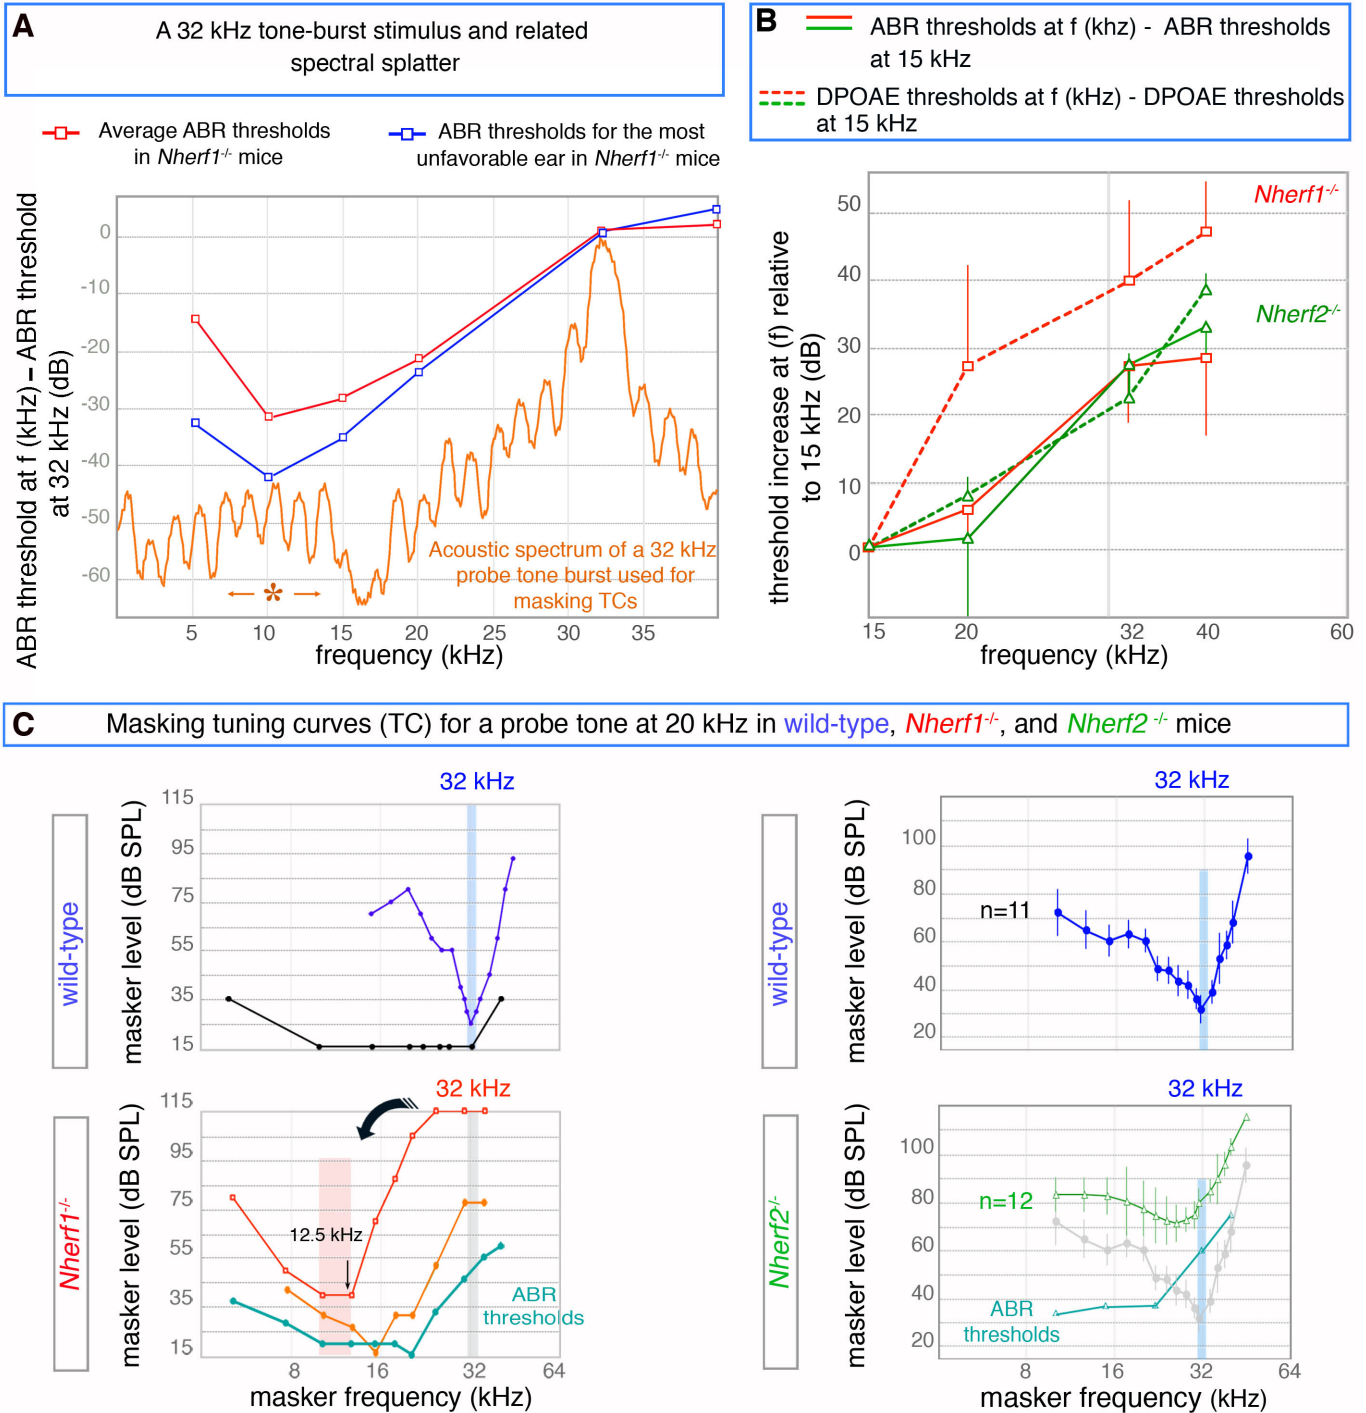 A
A 32 kHz tone-burst stimulus and related
spectral splatter
Average ABR thresholds
in Nherf1-/- mice
ABR thresholds for the most
unfavorable ear in Nherf1-/- mice
ABR threshold at f (kHz) – ABR threshold
at 32 kHz (dB)
0
-10
-20
-30
-40
-50
-60
Acoustic spectrum of a 32 kHz
probe tone burst used for
masking TCs
*
5 10 15 20 25 30 35
frequency (kHz)
B
ABR thresholds at f (khz) - ABR thresholds
at 15 kHz
DPOAE thresholds at f (kHz) - DPOAE thresholds
at 15 kHz
threshold increase at (f) relative
to 15 kHz (dB)
50
40
30
20
10
0
Nherf1-/-
Nherf2-/-
15 20 32 40 60
frequency (kHz)
C
Masking tuning curves (TC) for a probe tone at 20 kHz in wild-type, Nherf1-/-, and Nherf2 -/- mice
wild-type
masker level (dB SPL)
32 kHz
115
95
75
55
35
15
wild-type
masker level (dB SPL)
32 kHz
100
80
60
40
20
n=11
Nherf1-/-
masker level (dB SPL)
32 kHz
115
95
75
55
35
15
12.5 kHz
ABR
thresholds
8 16 32 64
masker frequency (kHz)
Nherf2-/-
masker level (dB SPL)
32 kHz
100
80
60
40
20
n=12
ABR
thresholds
8 16 32 64
masker frequency (kHz)